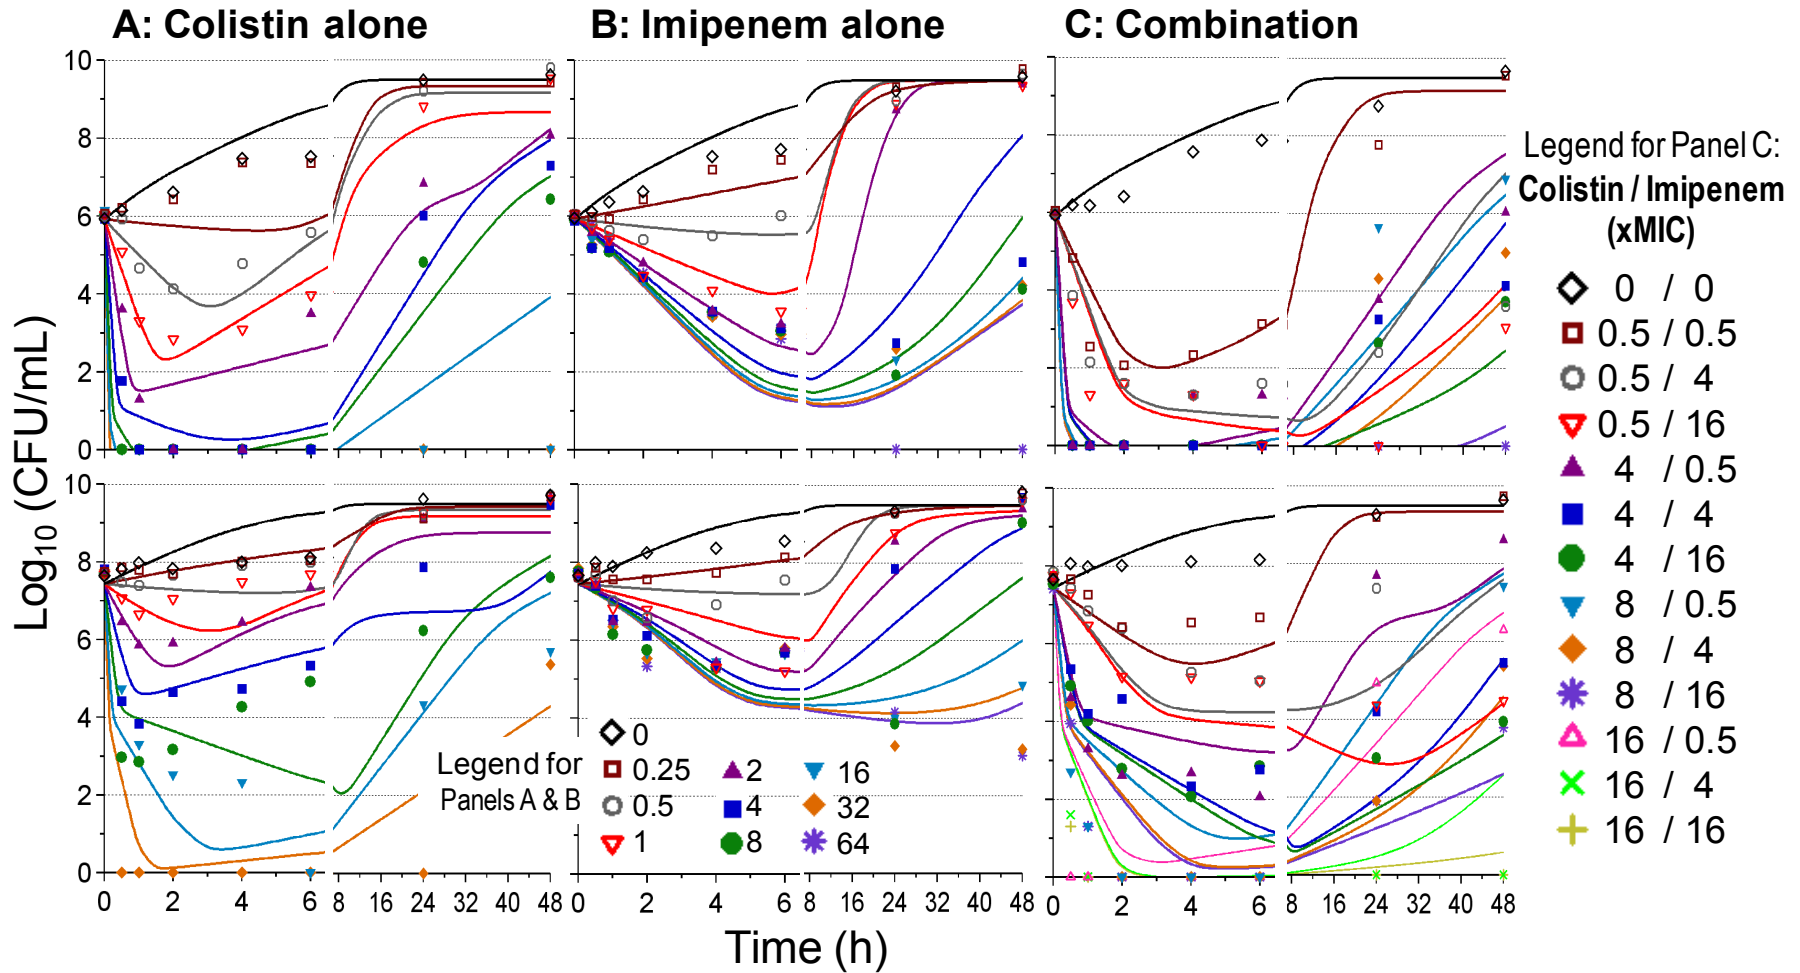 A: Colistin alone
B: Imipenem alone
C: Combination
Log10 (CFU/mL)
10
8
6
4
2
0
10
8
6
4
2
0
0 2 4 6 8 16 24 32 40 48
0 2 4 6 8 16 24 32 40 48
0 2 4 6 8 16 24 32 40 48
Time (h)
Legend for
Panels A & B
0
0.25
0.5
1
2
4
8
16
32
64
Legend for Panel C:
Colistin / Imipenem
(xMIC)
0 / 0
0.5 / 0.5
0.5 / 4
0.5 / 16
4 / 0.5
4 / 4
4 / 16
8 / 0.5
8 / 4
8 / 16
16 / 0.5
16 / 4
16 / 16